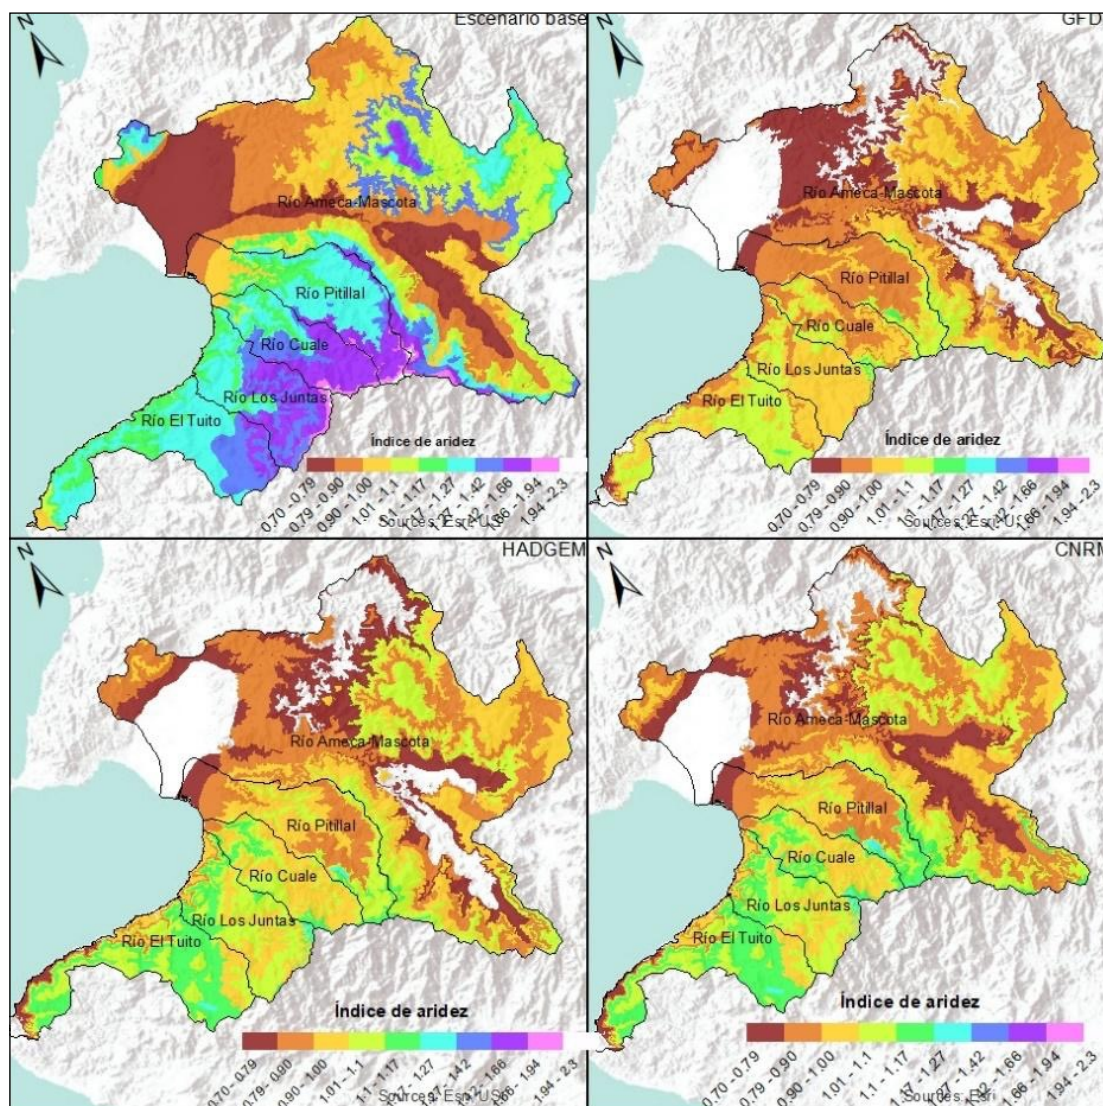 Escenario base
N
Río Ameca-Mascota
Río Pitillal
Río Cuale
Río Los Juntas
Río El Tuito
Índice de aridez
0.70 - 0.79
0.79 - 0.90
0.90 - 1.00
1.01 - 1.1
1.1 - 1.17
1.17 - 1.27
1.27 - 1.42
1.42 - 1.66
1.66 - 1.94
1.94 - 2.3
Sources: Esri, US
GFD
N
Río Ameca-Mascota
Río Pitillal
Río Cuale
Río Los Juntas
Río El Tuito
Índice de aridez
0.70 - 0.79
0.79 - 0.90
0.90 - 1.00
1.01 - 1.1
1.1 - 1.17
1.17 - 1.27
1.27 - 1.42
1.42 - 1.66
1.66 - 1.94
1.94 - 2.3
Sources: Esri, U
HADGEM
N
Río Ameca-Mascota
Río Pitillal
Río Cuale
Río Los Juntas
Río El Tuito
Índice de aridez
0.70 - 0.79
0.79 - 0.90
0.90 - 1.00
1.01 - 1.1
1.1 - 1.17
1.17 - 1.27
1.27 - 1.42
1.42 - 1.66
1.66 - 1.94
1.94 - 2.3
Sources: Esri, US
CNRM
N
Río Ameca-Mascota
Río Pitillal
Río Cuale
Río Los Juntas
Río El Tuito
Índice de aridez
0.70 - 0.79
0.79 - 0.90
0.90 - 1.00
1.01 - 1.1
1.1 - 1.17
1.17 - 1.27
1.27 - 1.42
1.42 - 1.66
1.66 - 1.94
1.94 - 2.3
Sources: Esri